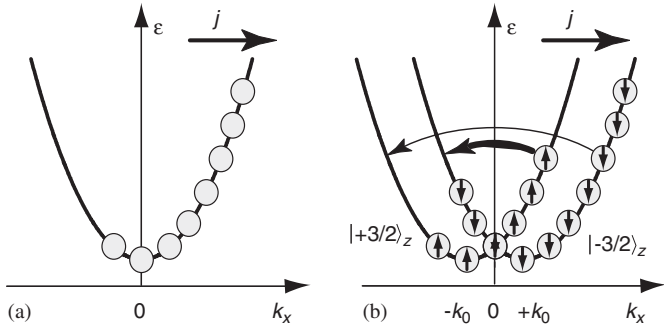 ε
j
ε
j
|+3/2⟩z
|-3/2⟩z
(a)
0
kx
(b)
-k0
0
+k0
kx